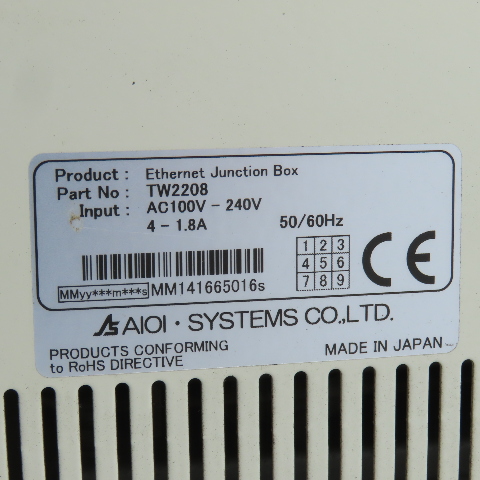 Product : Ethernet Junction Box
Part No : TW2208
Input : AC100V - 240V
4 - 1.8A 50/60Hz
1 2 3
4 5 6
7 8 9
CE
MMyy***m***s MM141665016s
AIOI · SYSTEMS CO.,LTD.
PRODUCTS CONFORMING
to RoHS DIRECTIVE
MADE IN JAPAN